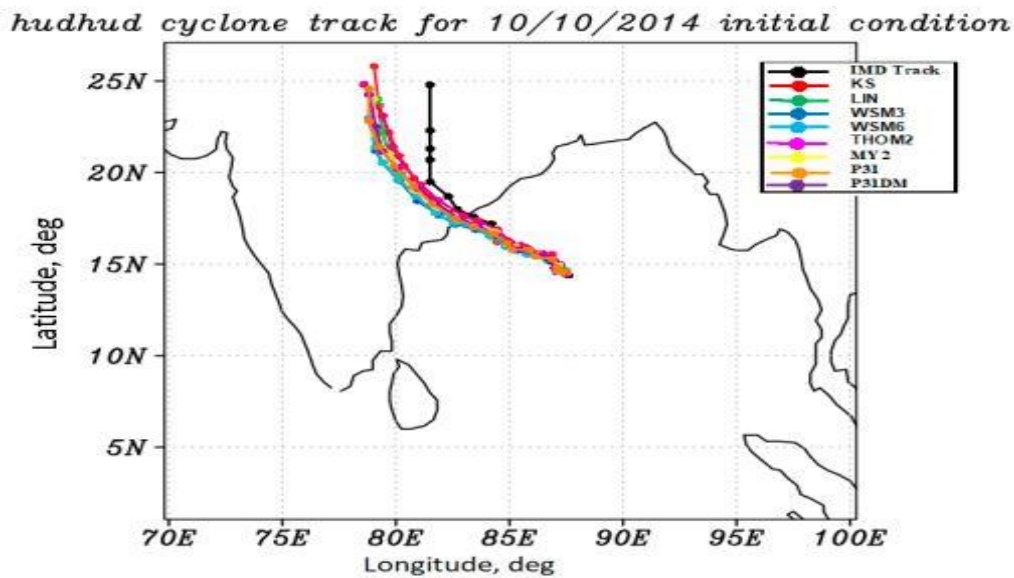 hudhud cyclone track for 10/10/2014 initial condition
25N
20N
15N
10N
5N
Latitude, deg
IMD Track
KS
LIN
WSM3
WSM6
THOM2
MY2
P31
P31DM
70E 75E 80E 85E 90E 95E 100E
Longitude, deg